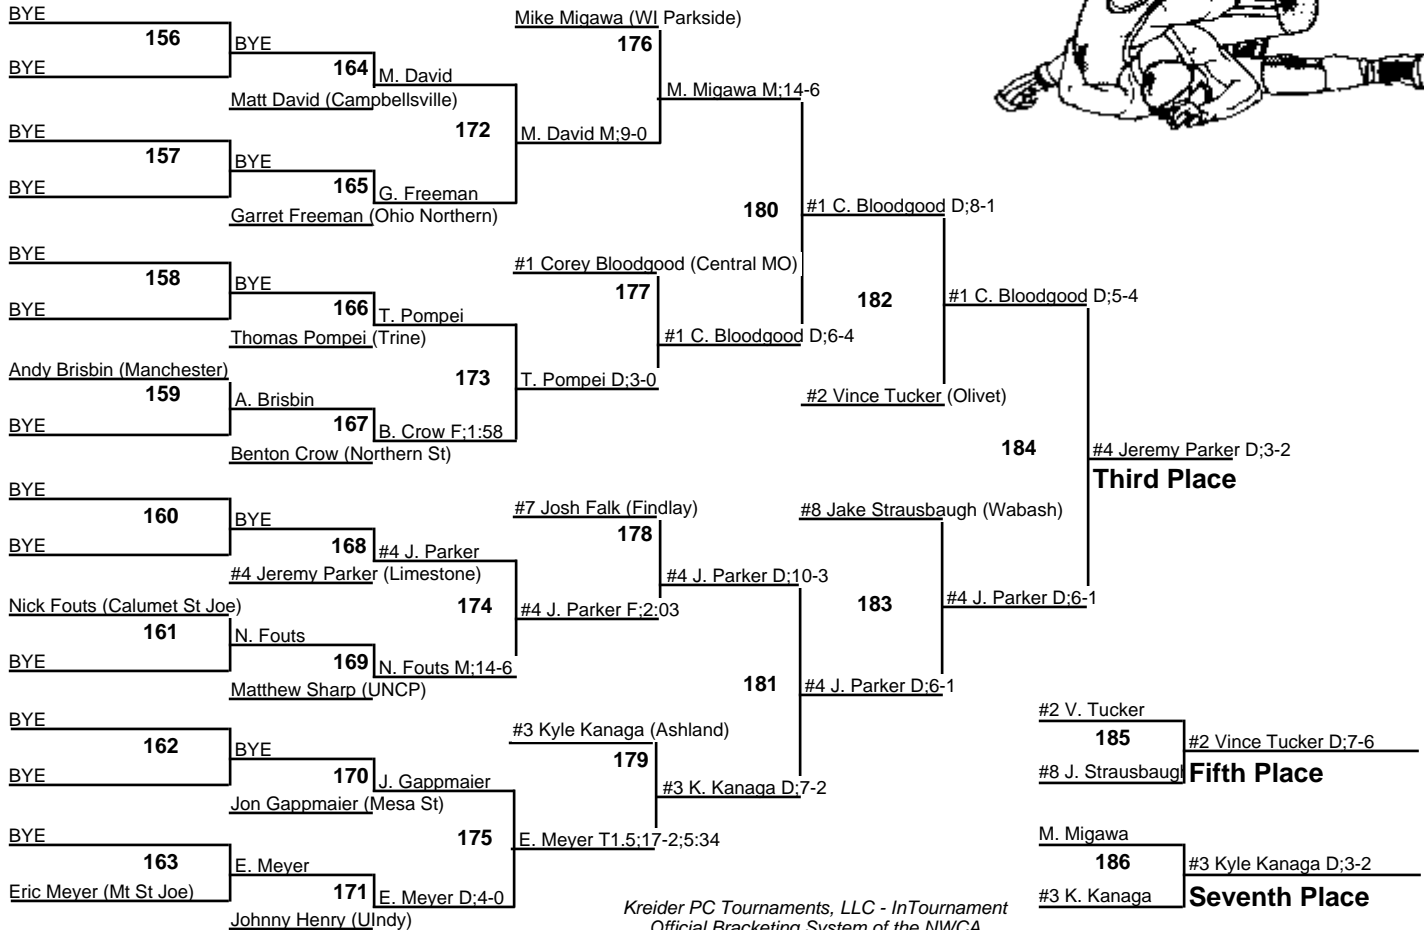 BYE
156
BYE
BYE
164
M. David
Matt David (Campbellsville)
172
M. David M;9-0
BYE
157
BYE
BYE
165
G. Freeman
Garret Freeman (Ohio Northern)
Mike Migawa (WI Parkside)
176
M. Migawa M;14-6
180
#1 C. Bloodgood D;8-1
BYE
158
BYE
BYE
166
T. Pompei
Thomas Pompei (Trine)
173
T. Pompei D;3-0
Andy Brisbin (Manchester)
159
BYE
A. Brisbin
167
B. Crow F;1:58
Benton Crow (Northern St)
#1 Corey Bloodgood (Central MO)
177
#1 C. Bloodgood D;6-4
182
#1 C. Bloodgood D;5-4
#2 Vince Tucker (Olivet)
184
#4 Jeremy Parker D;3-2
Third Place
BYE
160
BYE
BYE
168
#4 J. Parker
#4 Jeremy Parker (Limestone)
174
#4 J. Parker F;2:03
Nick Fouts (Calumet St Joe)
161
BYE
N. Fouts
169
N. Fouts M;14-6
Matthew Sharp (UNCP)
#7 Josh Falk (Findlay)
178
#4 J. Parker D;10-3
181
#4 J. Parker D;6-1
#8 Jake Strausbaugh (Wabash)
183
#4 J. Parker D;6-1
BYE
162
BYE
BYE
170
J. Gappmaier
Jon Gappmaier (Mesa St)
175
E. Meyer T1.5;17-2;5:34
BYE
163
Eric Meyer (Mt St Joe)
E. Meyer
171
E. Meyer D;4-0
Johnny Henry (UIndy)
#3 Kyle Kanaga (Ashland)
179
#3 K. Kanaga D;7-2
#2 V. Tucker
185
#8 J. Strausbaugh
#2 Vince Tucker D;7-6
Fifth Place
M. Migawa
186
#3 K. Kanaga
#3 Kyle Kanaga D;3-2
Seventh Place
Kreider PC Tournaments, LLC - InTournament
Official Bracketing System of the NWCA